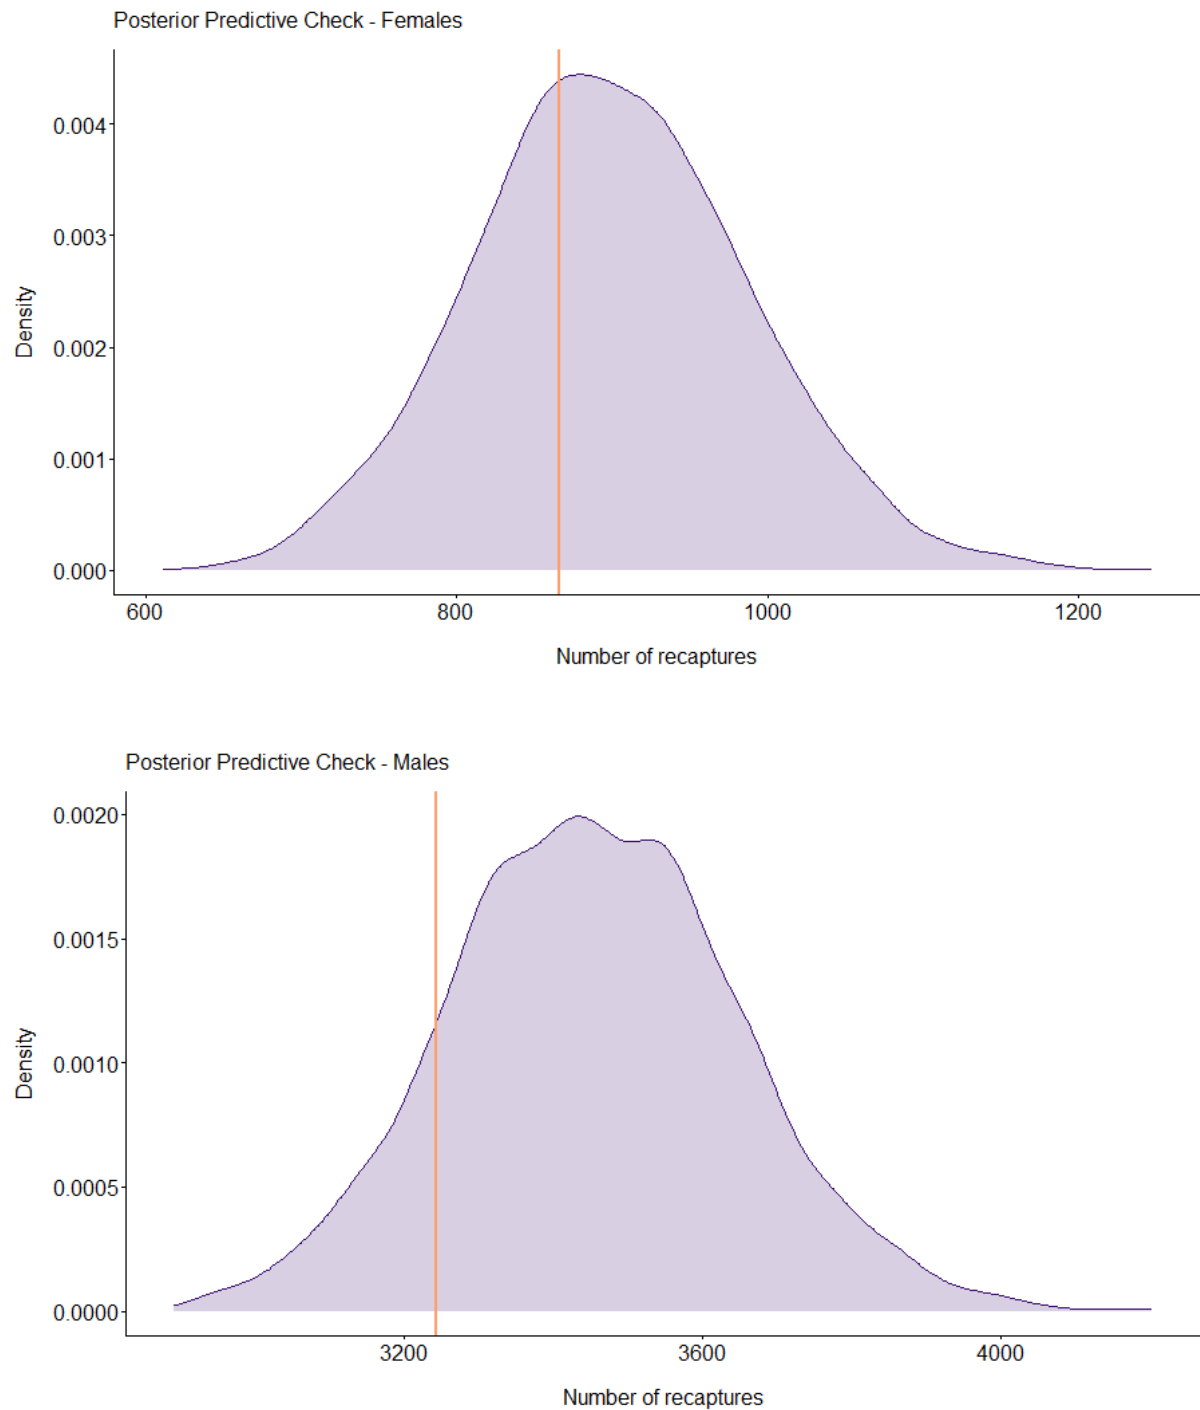 Posterior Predictive Check - Females
0.004
0.003
0.002
0.001
0.000
Density
600 800 1000 1200
Number of recaptures
Posterior Predictive Check - Males
0.0020
0.0015
0.0010
0.0005
0.0000
Density
3200 3600 4000
Number of recaptures